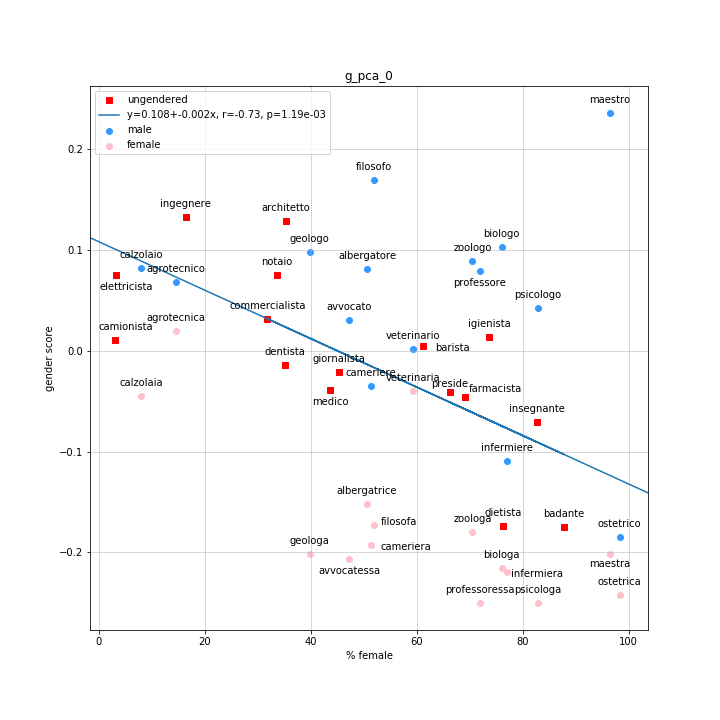 g_pca_0
ungendered
y=0.108+-0.002x, r=-0.73, p=1.19e-03
male
female
maestro
filosofo
ingegnere
architetto
geologo
biologo
zoologo
albergatore
calzolaio
agrotecnico
notaio
professore
elettricista
psicologo
commercialista
avvocato
agrotecnica
camionista
igienista
veterinario
barista
dentista
giornalista
cameriere
veterinaria
calzolaia
preside
farmacista
medico
insegnante
infermiere
albergatrice
filosofa
zoologa
dietista
badante
ostetrico
geologa
cameriera
avvocatessa
biologa
infermiera
maestra
ostetrica
professoressa
psicologa
gender score
0.2
0.1
0.0
−0.1
−0.2
0
20
40
60
80
100
% female